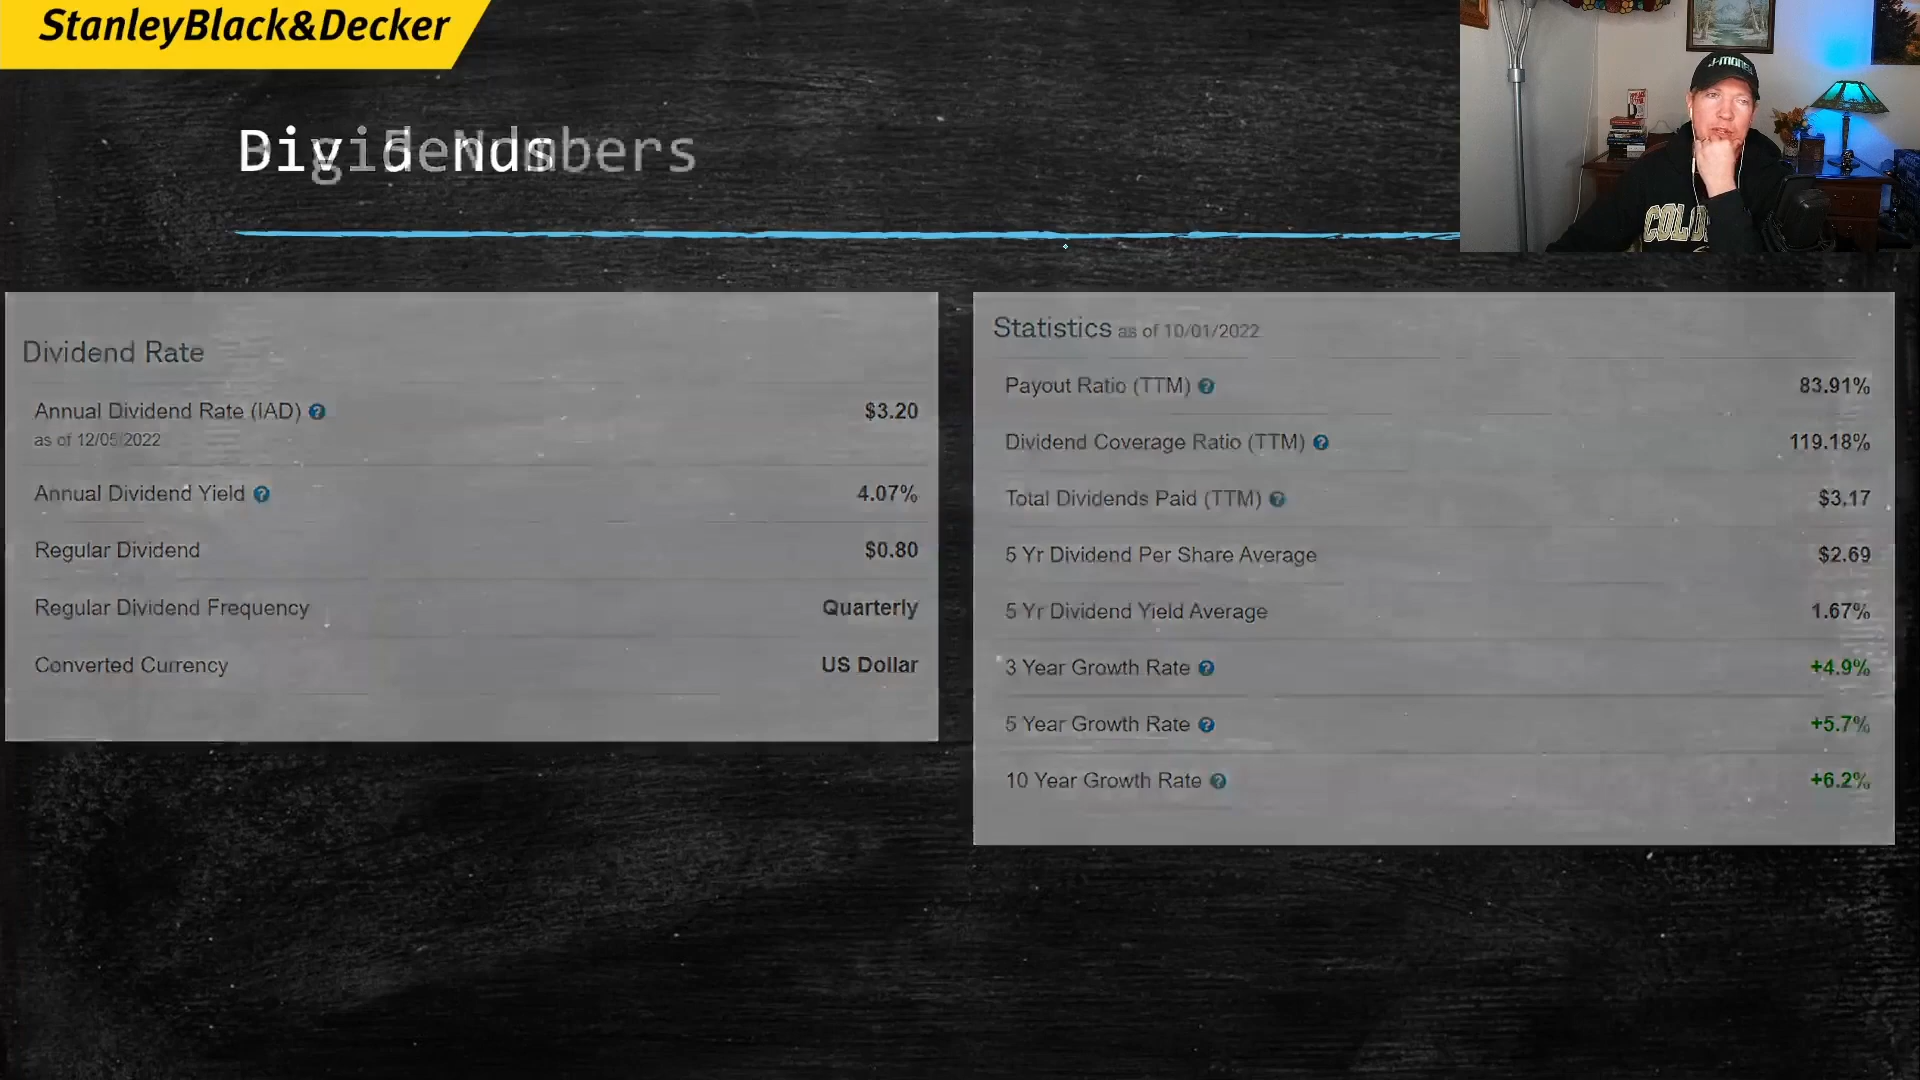 StanleyBlack&Decker
Dividends
Dividend Rate
Annual Dividend Rate (IAD)
$3.20
as of 12/05/2022
Annual Dividend Yield
4.07%
Regular Dividend
$0.80
Regular Dividend Frequency
Quarterly
Converted Currency
US Dollar
Statistics as of 10/01/2022
Payout Ratio (TTM)
83.91%
Dividend Coverage Ratio (TTM)
119.18%
Total Dividends Paid (TTM)
$3.17
5 Yr Dividend Per Share Average
$2.69
5 Yr Dividend Yield Average
1.67%
3 Year Growth Rate
+4.9%
5 Year Growth Rate
+5.7%
10 Year Growth Rate
+6.2%
J-MONEY